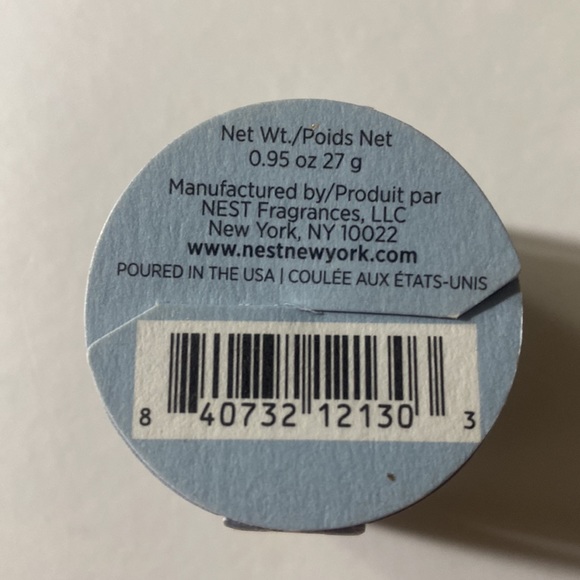 Net Wt./Poids Net
0.95 oz 27 g
Manufactured by/Produit par
NEST Fragrances, LLC
New York, NY 10022
www.nestnewyork.com
POURED IN THE USA | COULÉE AUX ÉTATS-UNIS
8 40732 12130 3